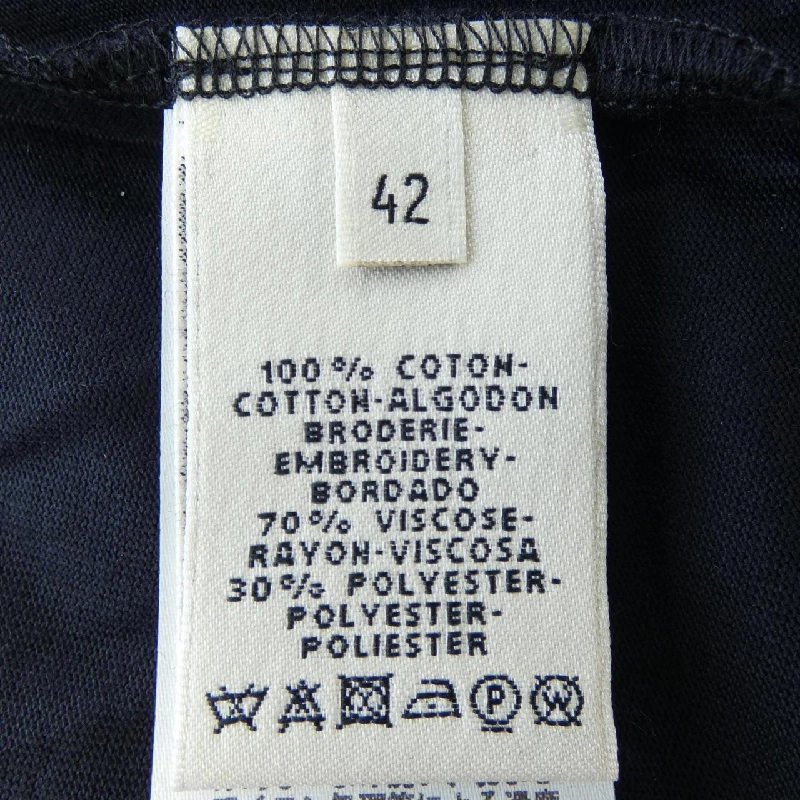 42
100% COTON-
COTTON-ALGODON
BRODERIE-
EMBROIDERY-
BORDADO
70% VISCOSE-
RAYON-VISCOSA
30% POLYESTER-
POLYESTER-
POLIESTER
P W